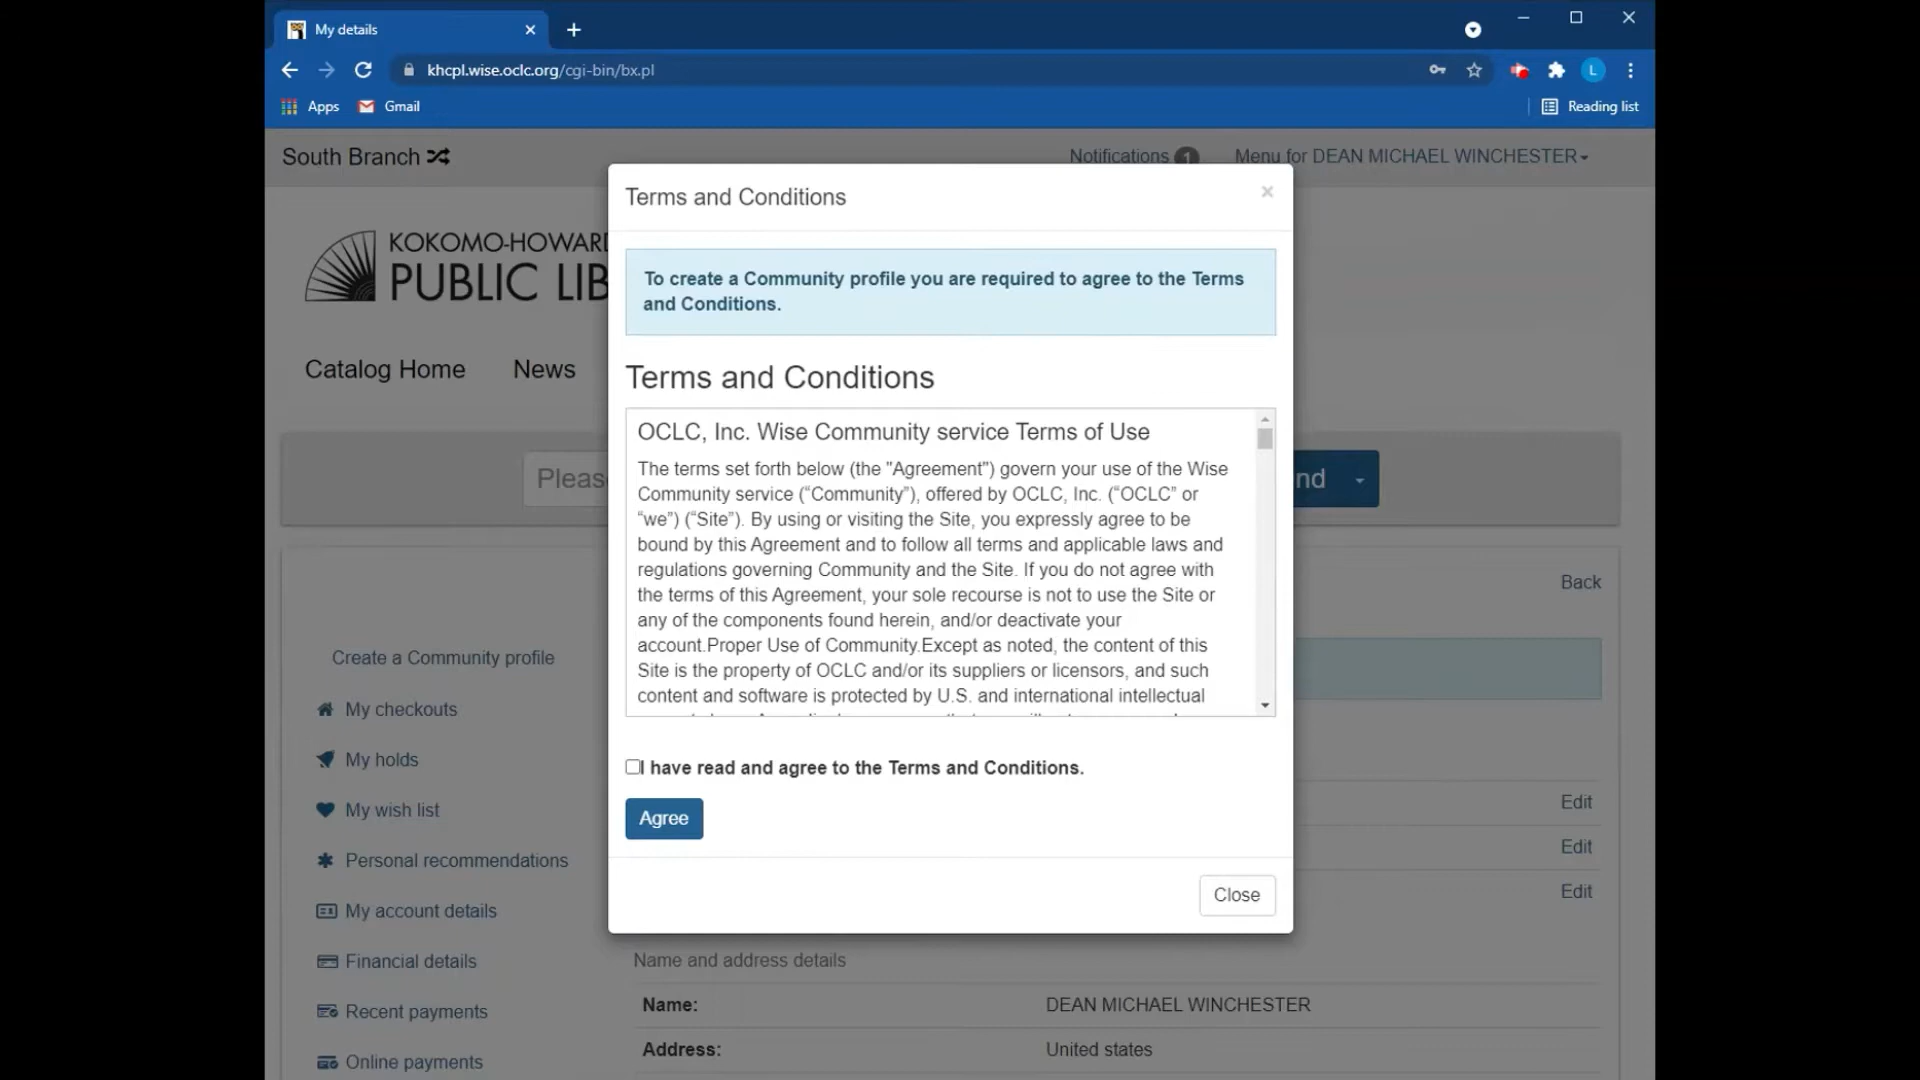 My details
khcpl.wise.oclc.org/cgi-bin/bx.pl
L
Apps Gmail Reading list
South Branch Notifications 1 Menu for DEAN MICHAEL WINCHESTER
Terms and Conditions ×
KOKOMO-HOWARD
PUBLIC LIB
To create a Community profile you are required to agree to the Terms
and Conditions.
Catalog Home News
Terms and Conditions
OCLC, Inc. Wise Community service Terms of Use
The terms set forth below (the "Agreement") govern your use of the Wise
Community service (“Community”), offered by OCLC, Inc. (“OCLC” or
“we”) (“Site”). By using or visiting the Site, you expressly agree to be
bound by this Agreement and to follow all terms and applicable laws and
regulations governing Community and the Site. If you do not agree with
the terms of this Agreement, your sole recourse is not to use the Site or
any of the components found herein, and/or deactivate your
account.Proper Use of Community.Except as noted, the content of this
Site is the property of OCLC and/or its suppliers or licensors, and such
content and software is protected by U.S. and international intellectual
Pleas
nd
Back
Create a Community profile
My checkouts
My holds
My wish list
Personal recommendations
My account details
Financial details
Recent payments
Online payments
I have read and agree to the Terms and Conditions.
Agree
Close
Edit
Edit
Edit
Name and address details
Name: DEAN MICHAEL WINCHESTER
Address: United states